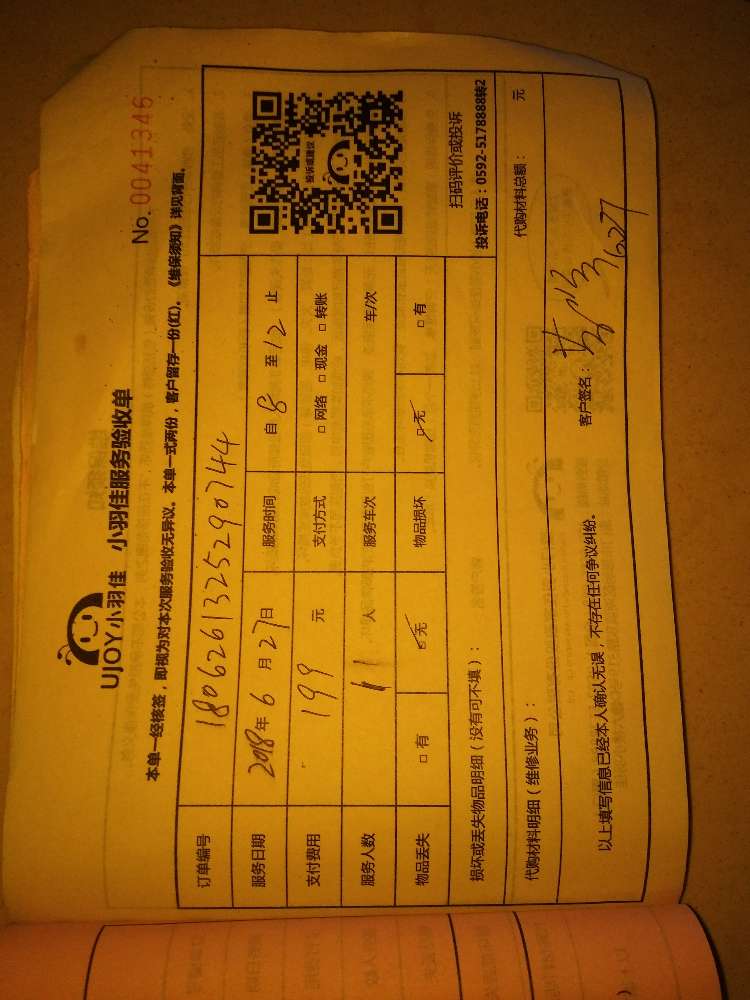 UJOY小羽佳 小羽佳服务验收单
No. 0041346
本单一经核签，即视为对本次服务验收无异议。本单一式两份，客户留存一份(红)。《维保须知》详见背面。
订单编号 180626132529074４
服务日期 2018年6月27日 服务时间 自8至12止
支付费用 199元 支付方式 □网络 □现金 □转账
服务人数 1人 服务车次 车/次
物品丢失 □有 ☑无 物品损坏 ☑无 □有
投诉或建议
扫码评价或投诉
投诉电话：0592-5178888转2
损坏或丢失物品明细（没有可不填）：
代购材料明细（维修业务）： 代购材料总额： 元
以上填写信息已经本人确认无误，不存在任何争议纠纷。 客户签名：